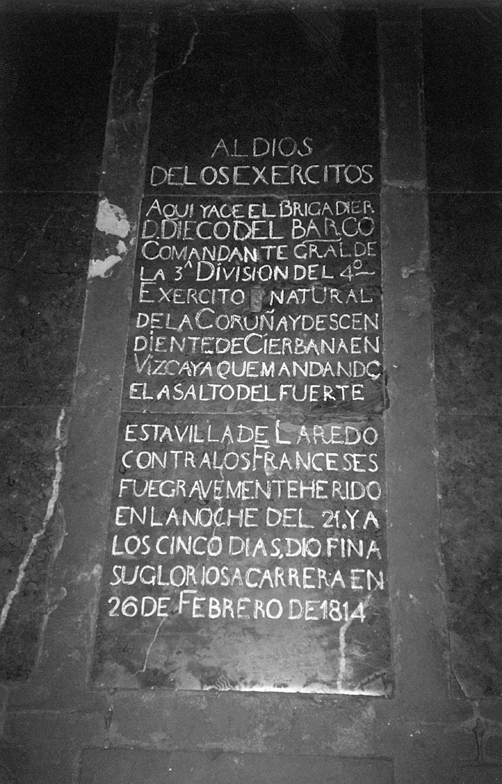 AL DIOS
DE LOS EXERCITOS
AQUI YACE EL BRIGADIER
D. DIECO DEL BARCO
COMANDANTE GRAL DE
LA 3ª DIVISION DEL 4º
EXERCITO NATURAL
DE LA CORUÑA Y DESCEN
DIENTE DE CIERBANA EN
VIZCAYA QUE MANDANDO
EL ASALTO DEL FUERTE
ESTA VILLA DE LAREDO
CONTRA LOS FRANCESES
FUE GRAVEMENTE HERIDO
EN LA NOCHE DEL 21. Y A
LOS CINCO DIAS, DIO FIN A
SU GLORIOSA CARRERA EN
26 DE FEBRERO DE 1814